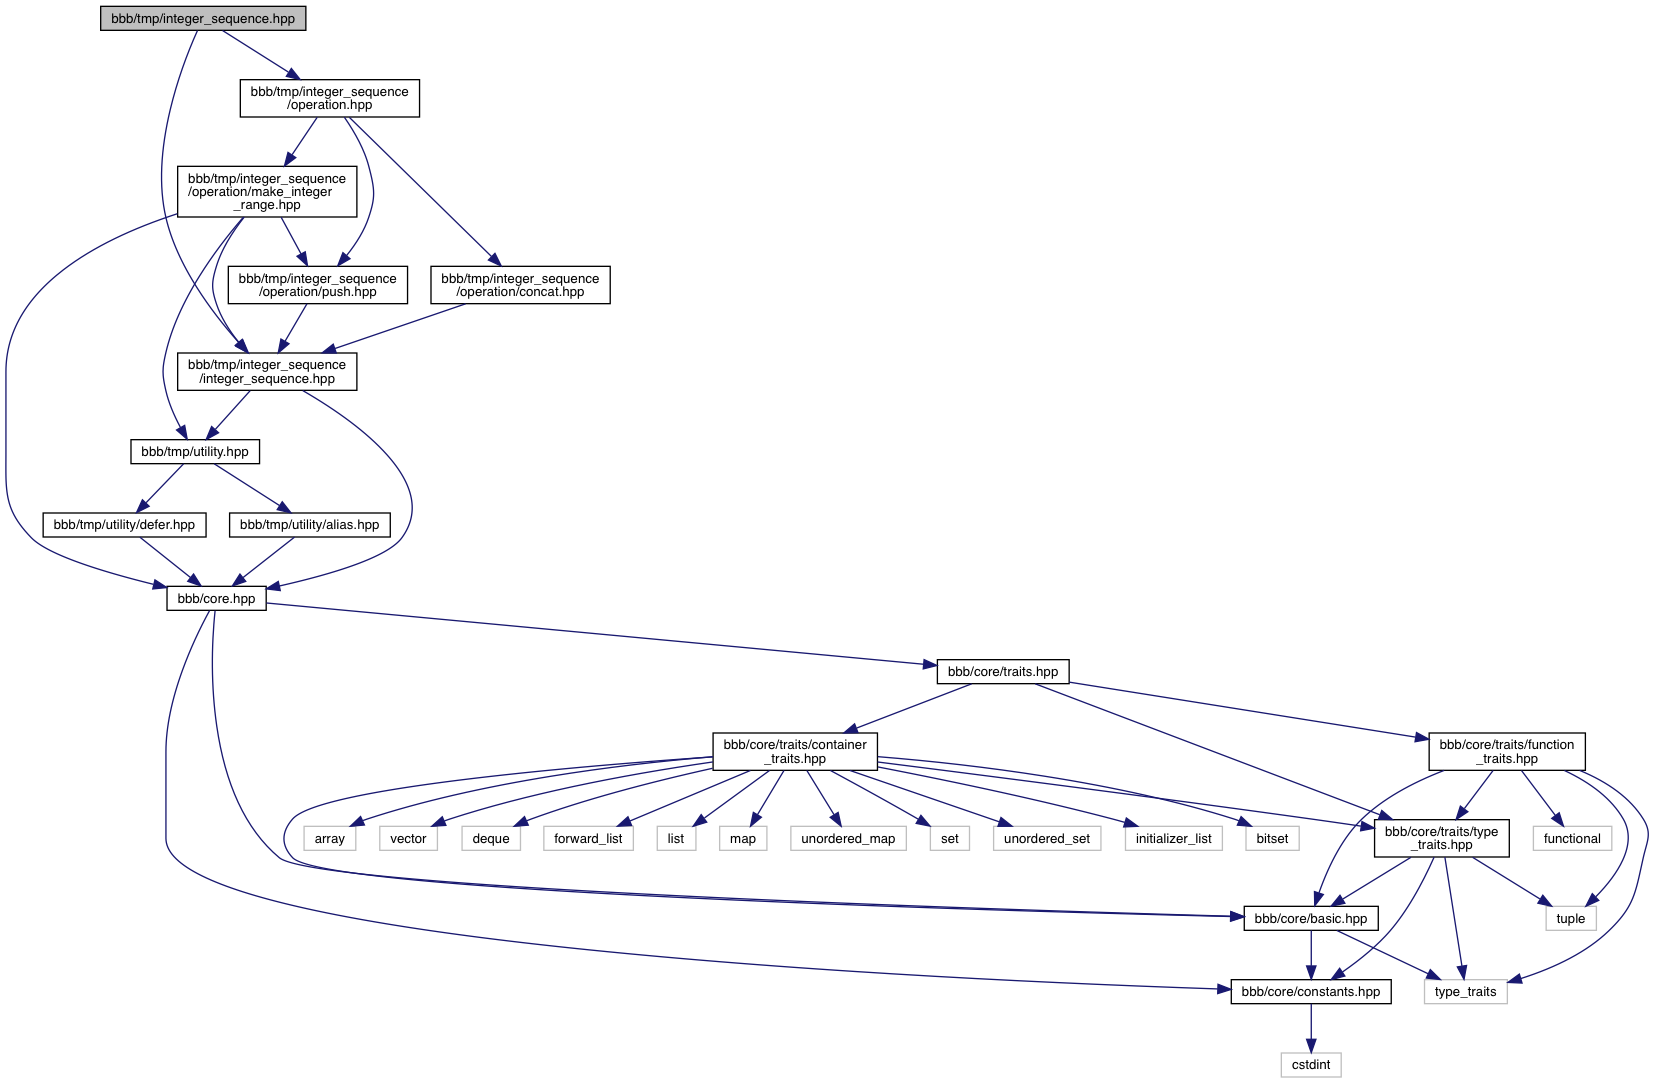 bbb/tmp/integer_sequence.hpp
bbb/tmp/integer_sequence
/operation.hpp
bbb/tmp/integer_sequence
/operation/make_integer
_range.hpp
bbb/tmp/integer_sequence
/operation/push.hpp
bbb/tmp/integer_sequence
/operation/concat.hpp
bbb/tmp/integer_sequence
/integer_sequence.hpp
bbb/tmp/utility.hpp
bbb/tmp/utility/defer.hpp
bbb/tmp/utility/alias.hpp
bbb/core.hpp
bbb/core/traits.hpp
bbb/core/traits/container
_traits.hpp
bbb/core/traits/function
_traits.hpp
array
vector
deque
forward_list
list
map
unordered_map
set
unordered_set
initializer_list
bitset
bbb/core/traits/type
_traits.hpp
functional
bbb/core/basic.hpp
tuple
bbb/core/constants.hpp
type_traits
cstdint